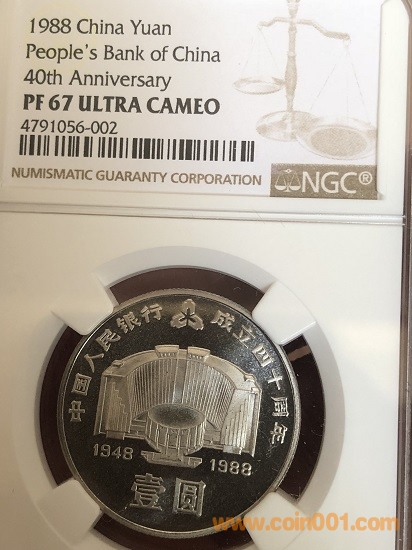 1988 China Yuan
People's Bank of China
40th Anniversary
PF 67 ULTRA CAMEO
4791056-002
NUMISMATIC GUARANTY CORPORATION
NGC®
中国人民银行 成立四十周年
1948 1988
壹圆
www.coin001.com